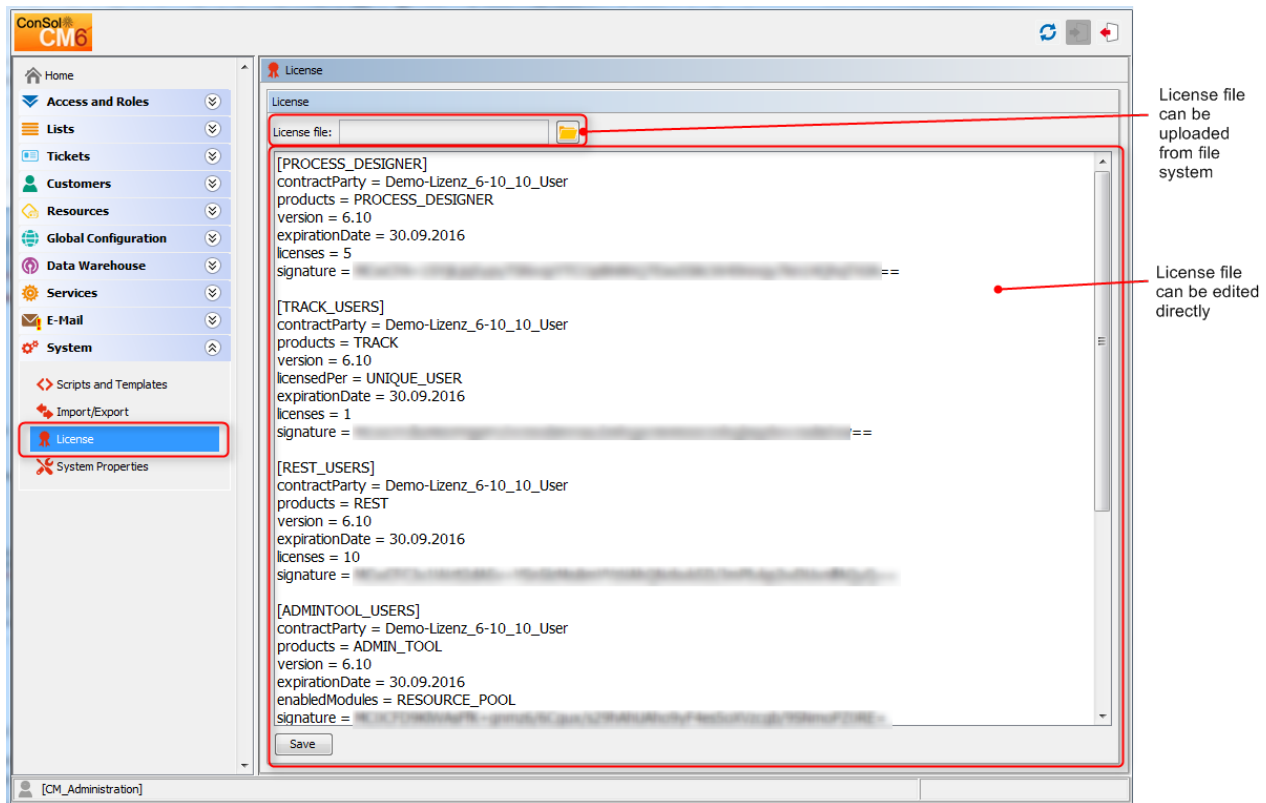 ConSol
CM6
Home
Access and Roles
Lists
Tickets
Customers
Resources
Global Configuration
Data Warehouse
Services
E-Mail
System
Scripts and Templates
Import/Export
License
System Properties
License
License
License file:
[PROCESS_DESIGNER]
contractParty = Demo-Lizenz_6-10_10_User
products = PROCESS_DESIGNER
version = 6.10
expirationDate = 30.09.2016
licenses = 5
signature = ==
[TRACK_USERS]
contractParty = Demo-Lizenz_6-10_10_User
products = TRACK
version = 6.10
licensedPer = UNIQUE_USER
expirationDate = 30.09.2016
licenses = 1
signature = ==
[REST_USERS]
contractParty = Demo-Lizenz_6-10_10_User
products = REST
version = 6.10
expirationDate = 30.09.2016
licenses = 10
signature =
[ADMINTOOL_USERS]
contractParty = Demo-Lizenz_6-10_10_User
products = ADMIN_TOOL
version = 6.10
expirationDate = 30.09.2016
enabledModules = RESOURCE_POOL
signature =
Save
[CM_Administration]
License file
can be
uploaded
from file
system
License file
can be edited
directly